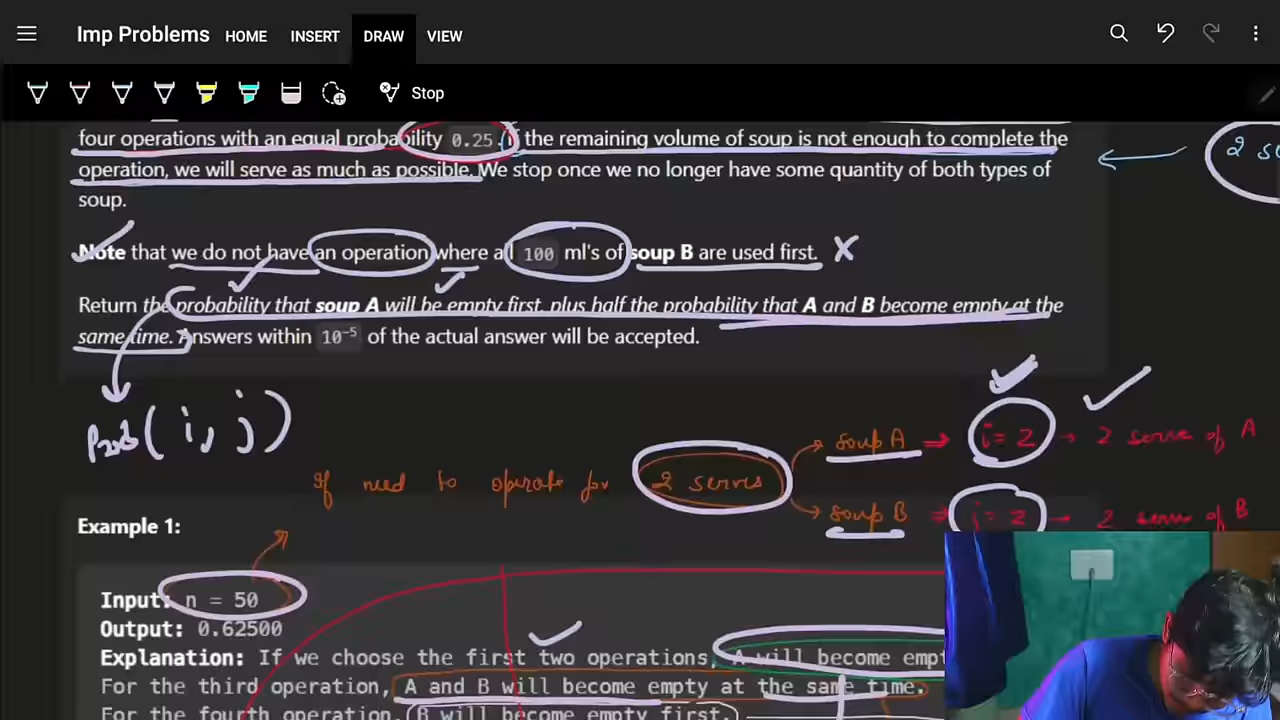 Imp Problems HOME INSERT DRAW VIEW
Stop
four operations with an equal probability 0.25. (If the remaining volume of soup is not enough to complete the
operation, we will serve as much as possible. We stop once we no longer have some quantity of both types of
soup.
2
Note that we do not have an operation where all 100 ml's of soup B are used first. X
Return the probability that soup A will be empty first, plus half the probability that A and B become empty at the
same time. Answers within 10⁻⁵ of the actual answer will be accepted.
Prob(i, j)
soup A ⇒ i=2 → 2 serve of A
If need to operate for 2 serves
soup B ⇒ j=2 → 2 serve of B
Example 1:
Input: n = 50
Output: 0.62500
Explanation: If we choose the first two operations, A will become empt
For the third operation, A and B will become empty at the same time.
For the fourth operation, B will become empty first.